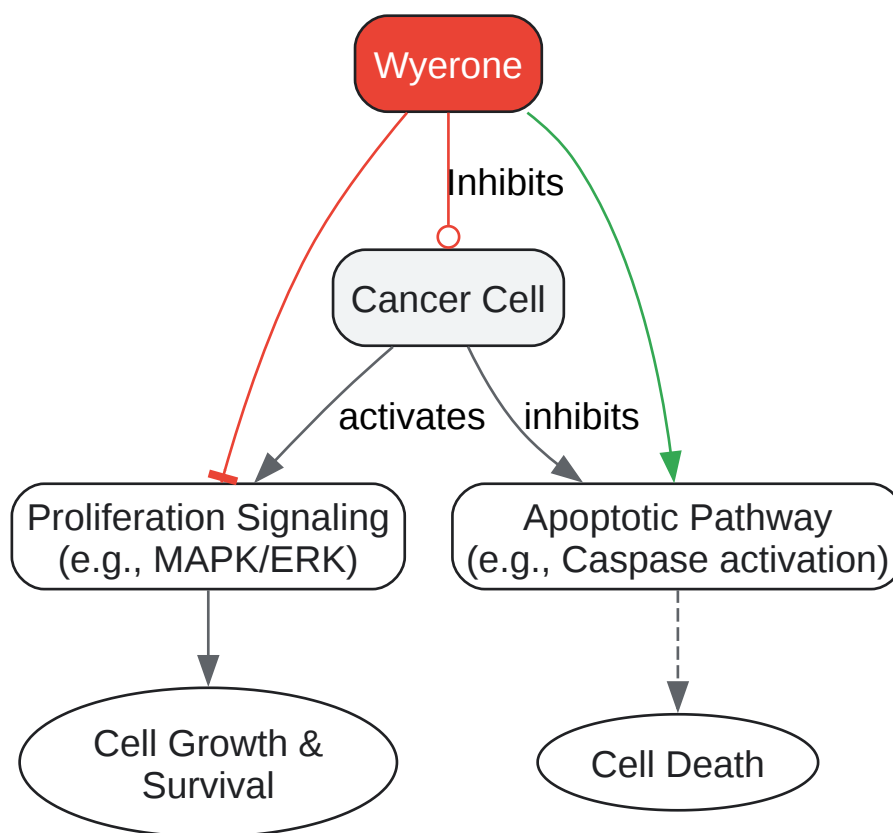 Wyerone
Inhibits
Cancer Cell
activates
inhibits
Proliferation Signaling
(e.g., MAPK/ERK)
Apoptotic Pathway
(e.g., Caspase activation)
Cell Growth &
Survival
Cell Death